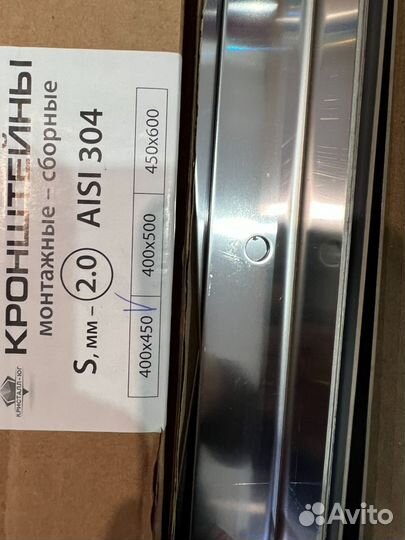 КРИСТАЛЛ-ЮГ
КРОНШТЕЙНЫ
монтажные – сборные
S, мм – 2.0 AISI 304
400х450 400х500 450х600
Avito